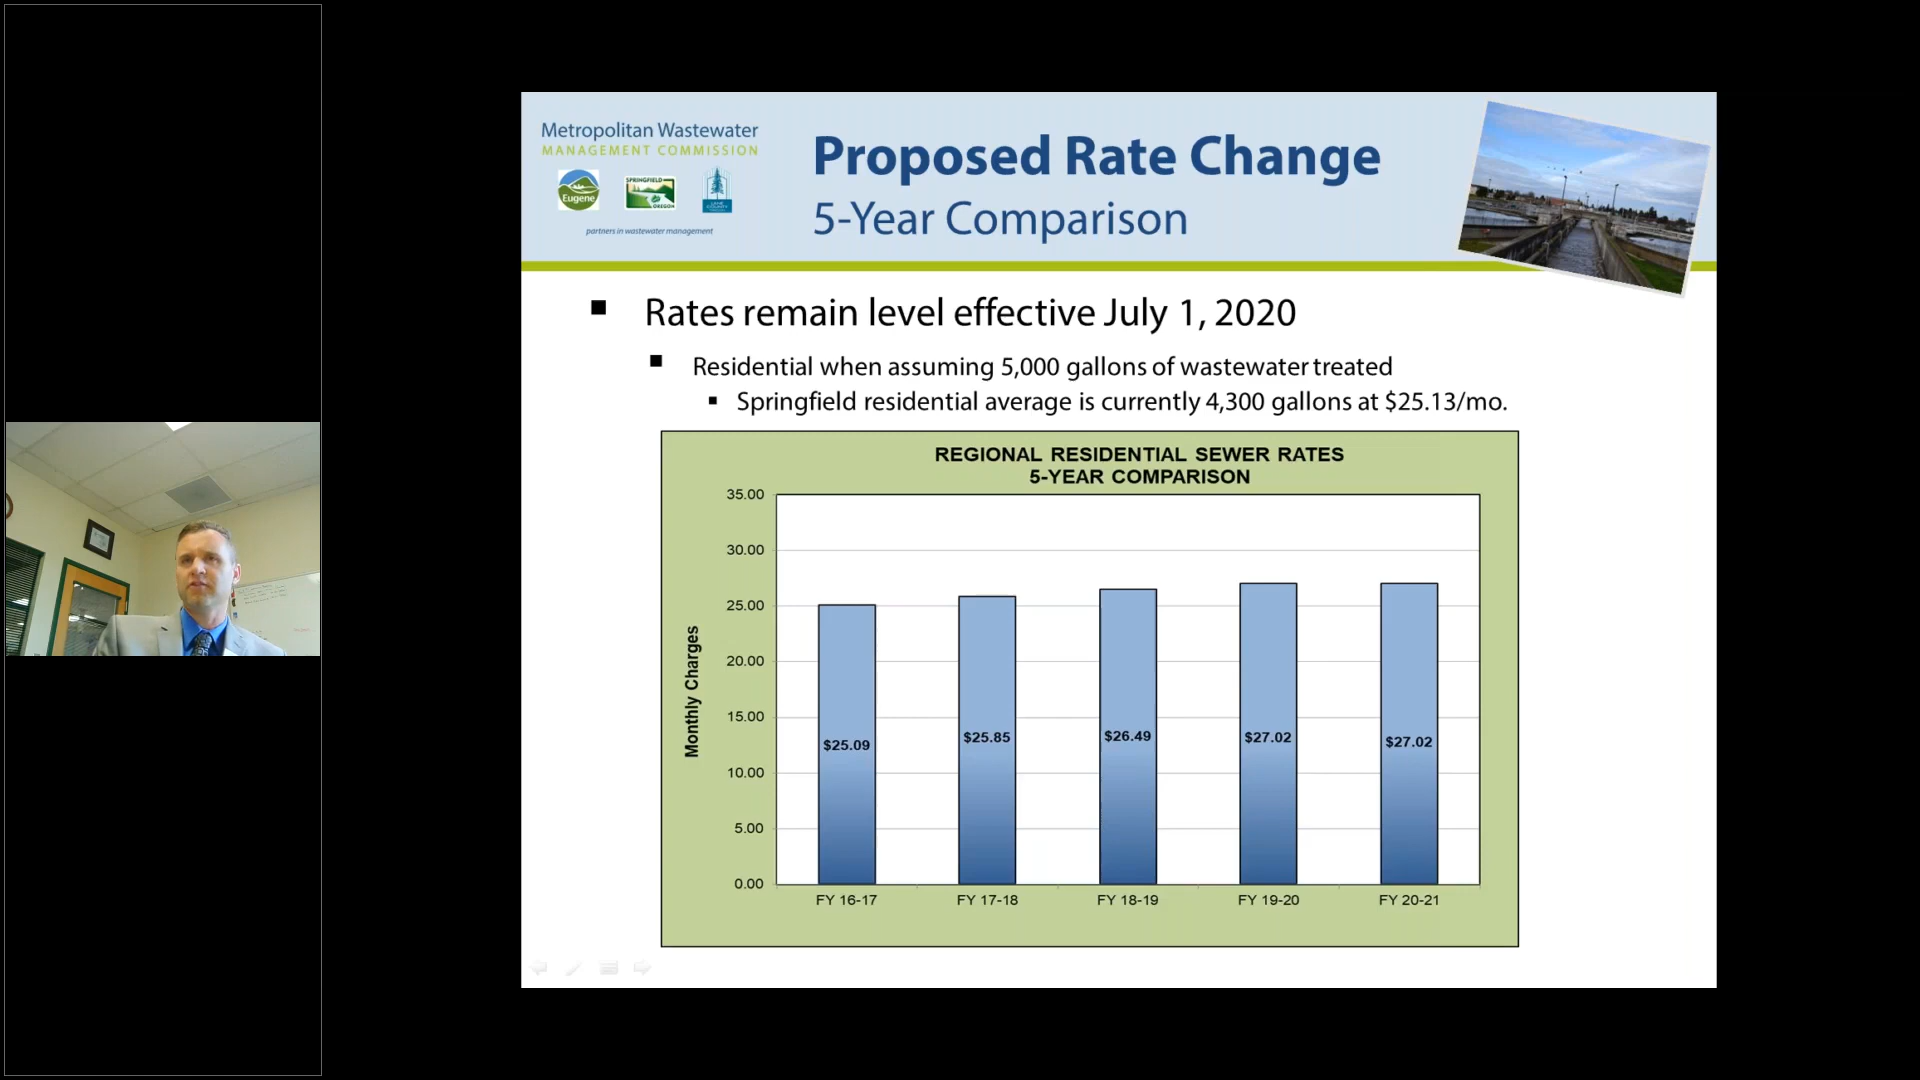 Metropolitan Wastewater
MANAGEMENT COMMISSION
Eugene
SPRINGFIELD
OREGON
partners in wastewater management
Proposed Rate Change
5-Year Comparison
Rates remain level effective July 1, 2020
Residential when assuming 5,000 gallons of wastewater treated
Springfield residential average is currently 4,300 gallons at $25.13/mo.
REGIONAL RESIDENTIAL SEWER RATES
5-YEAR COMPARISON
Monthly Charges
35.00
30.00
25.00
20.00
15.00
10.00
5.00
0.00
$25.09
$25.85
$26.49
$27.02
$27.02
FY 16-17
FY 17-18
FY 18-19
FY 19-20
FY 20-21